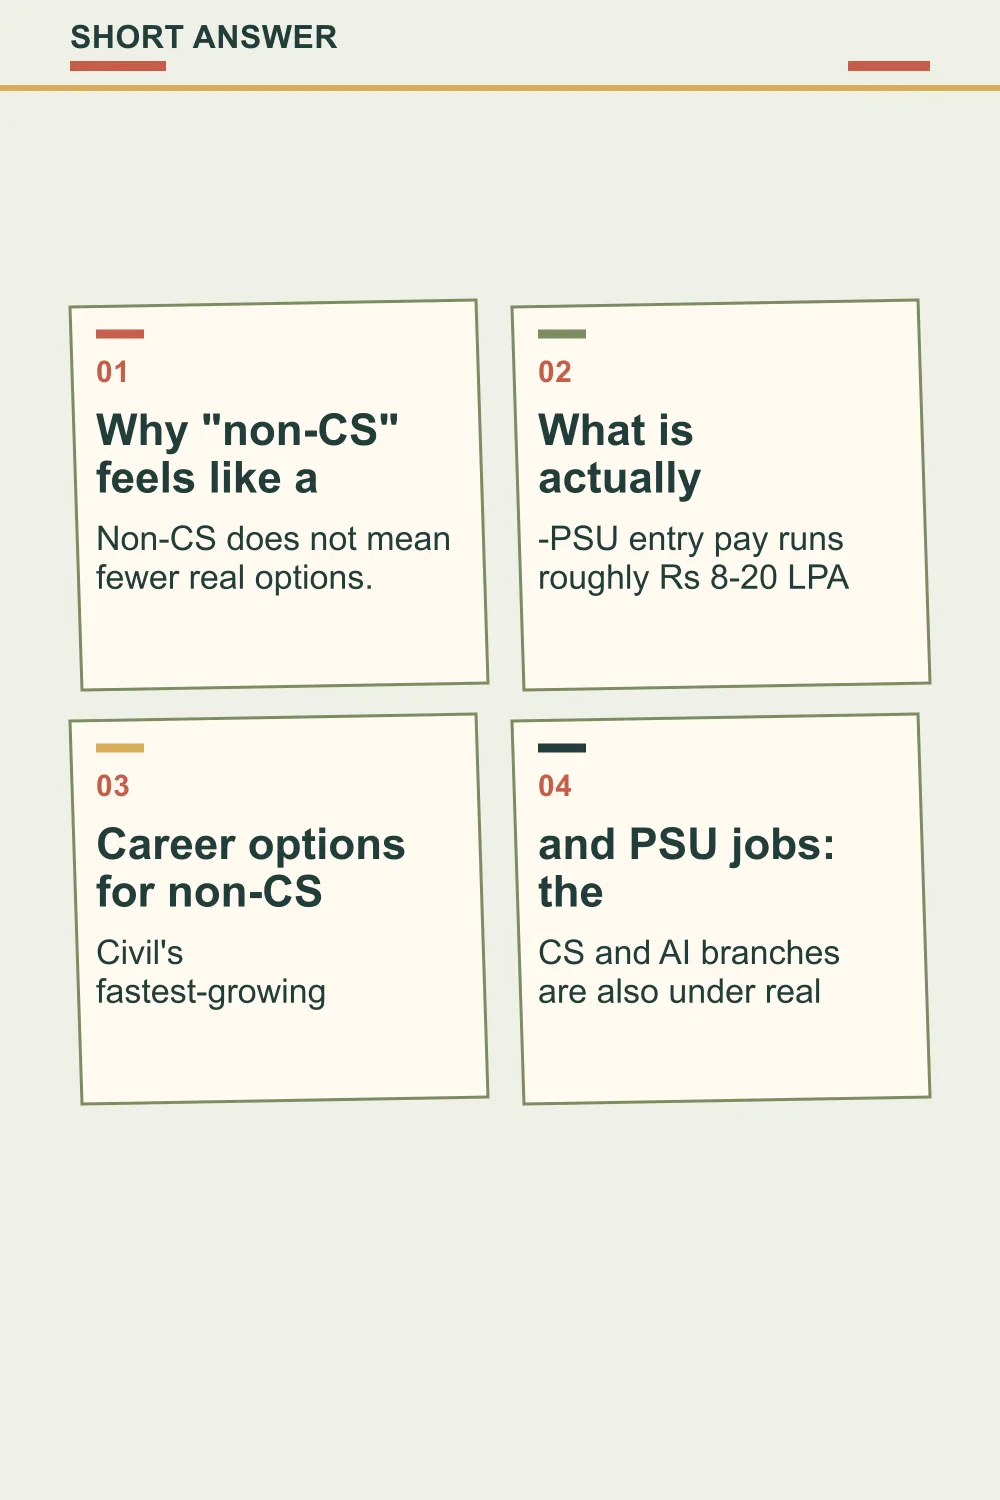 SHORT ANSWER
01
Why "non-CS"
feels like a
Non-CS does not mean
fewer real options.
02
What is
actually
-PSU entry pay runs
roughly Rs 8-20 LPA
03
Career options
for non-CS
Civil's
fastest-growing
04
and PSU jobs:
the
CS and AI branches
are also under real